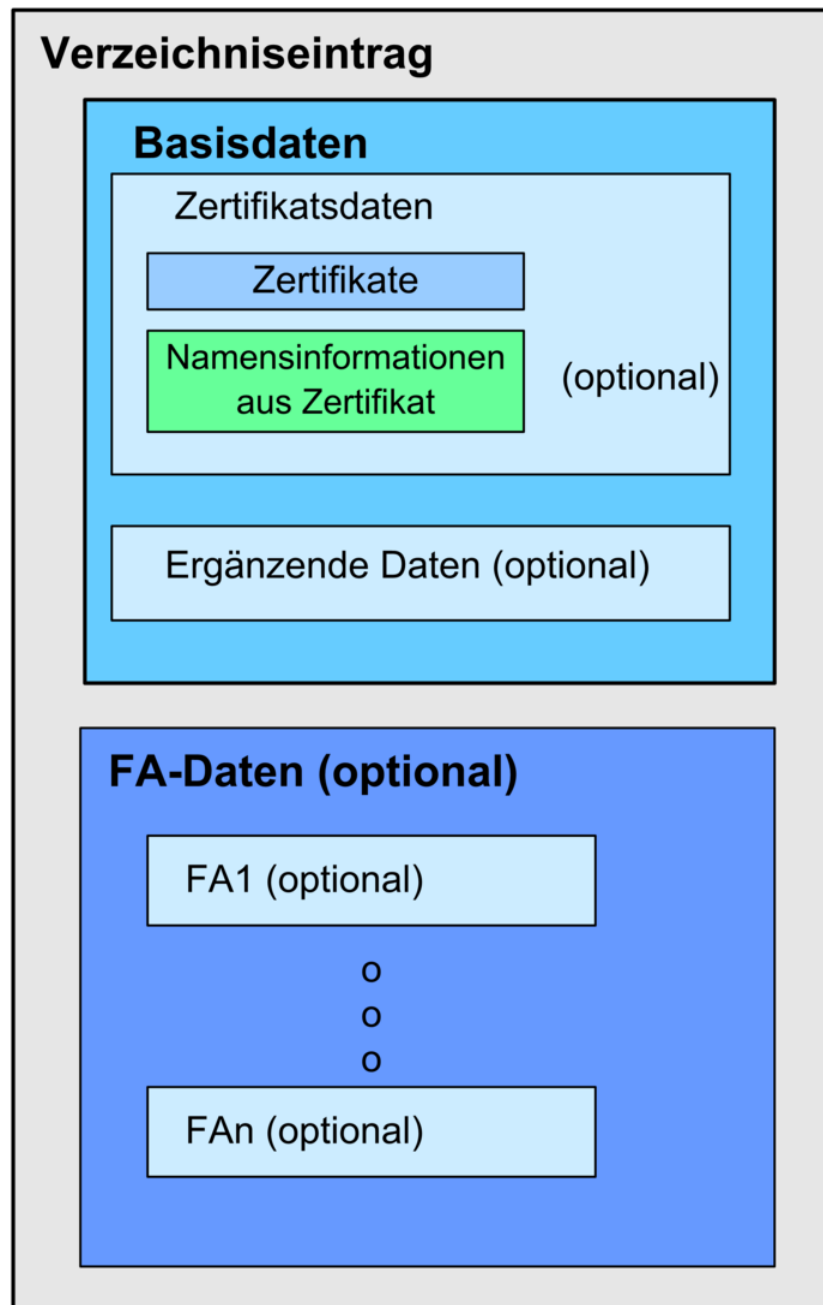 Verzeichniseintrag
Basisdaten
Zertifikatsdaten
Zertifikate
Namensinformationen
aus Zertifikat
(optional)
Ergänzende Daten (optional)
FA-Daten (optional)
FA1 (optional)
o
o
o
FAn (optional)